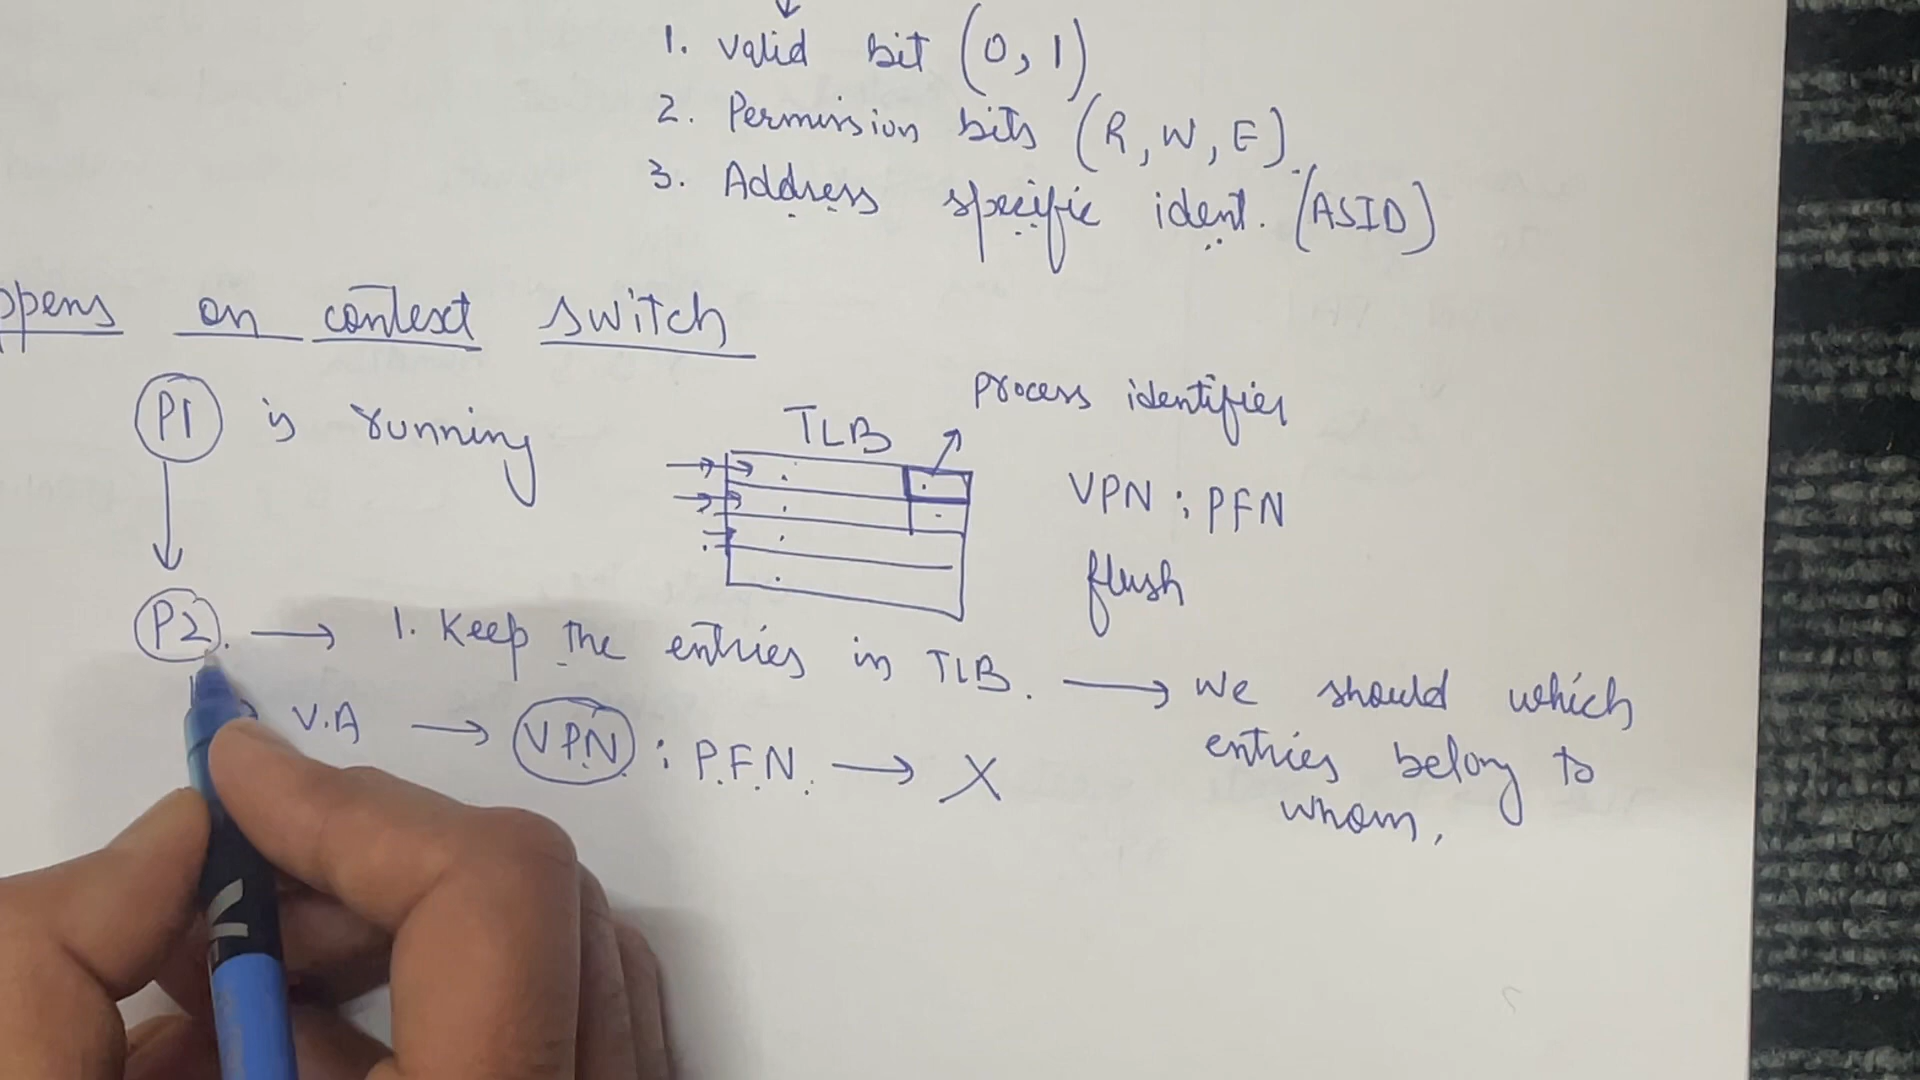 1. Valid bit (0, 1)
2. Permission bits (R, W, E)
3. Address specific ident. (ASID)
ppens on context switch
P1 is running
TLB
process identifier
VPN : PFN
flush
P2 → 1. Keep the entries in TLB. → We should which
entries belong to
whom,
V.A → VPN : P.F.N. → X